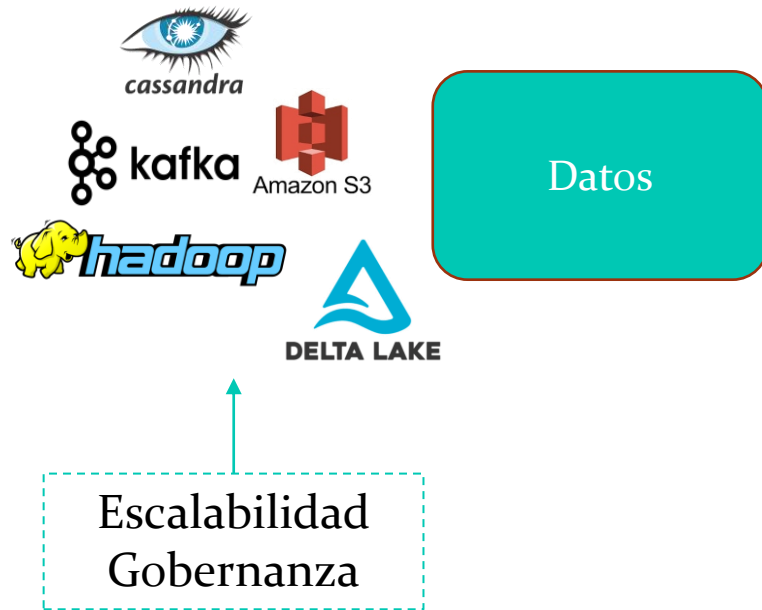 cassandra
kafka
Amazon S3
hadoop
DELTA LAKE
Datos
Escalabilidad
Gobernanza